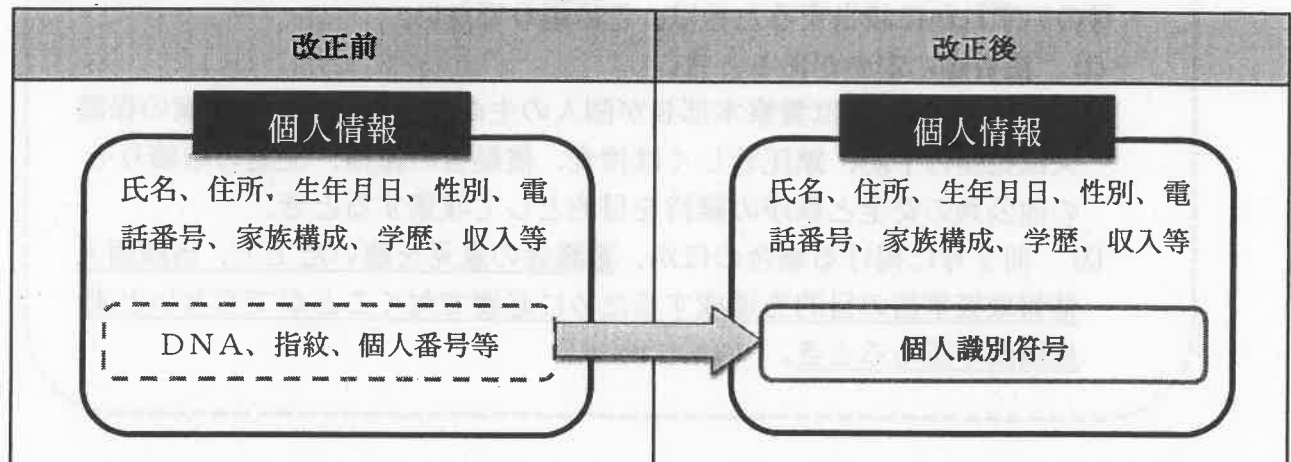 改正前
改正後
個人情報
氏名、住所、生年月日、性別、電
話番号、家族構成、学歴、収入等
DNA、指紋、個人番号等
個人情報
氏名、住所、生年月日、性別、電
話番号、家族構成、学歴、収入等
個人識別符号